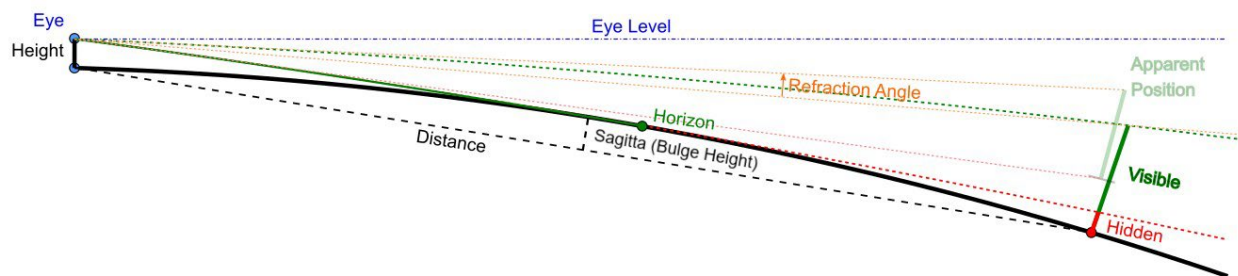 Eye
Eye Level
Height
Apparent
Position
Refraction Angle
Horizon
Distance
Sagitta (Bulge Height)
Visible
Hidden